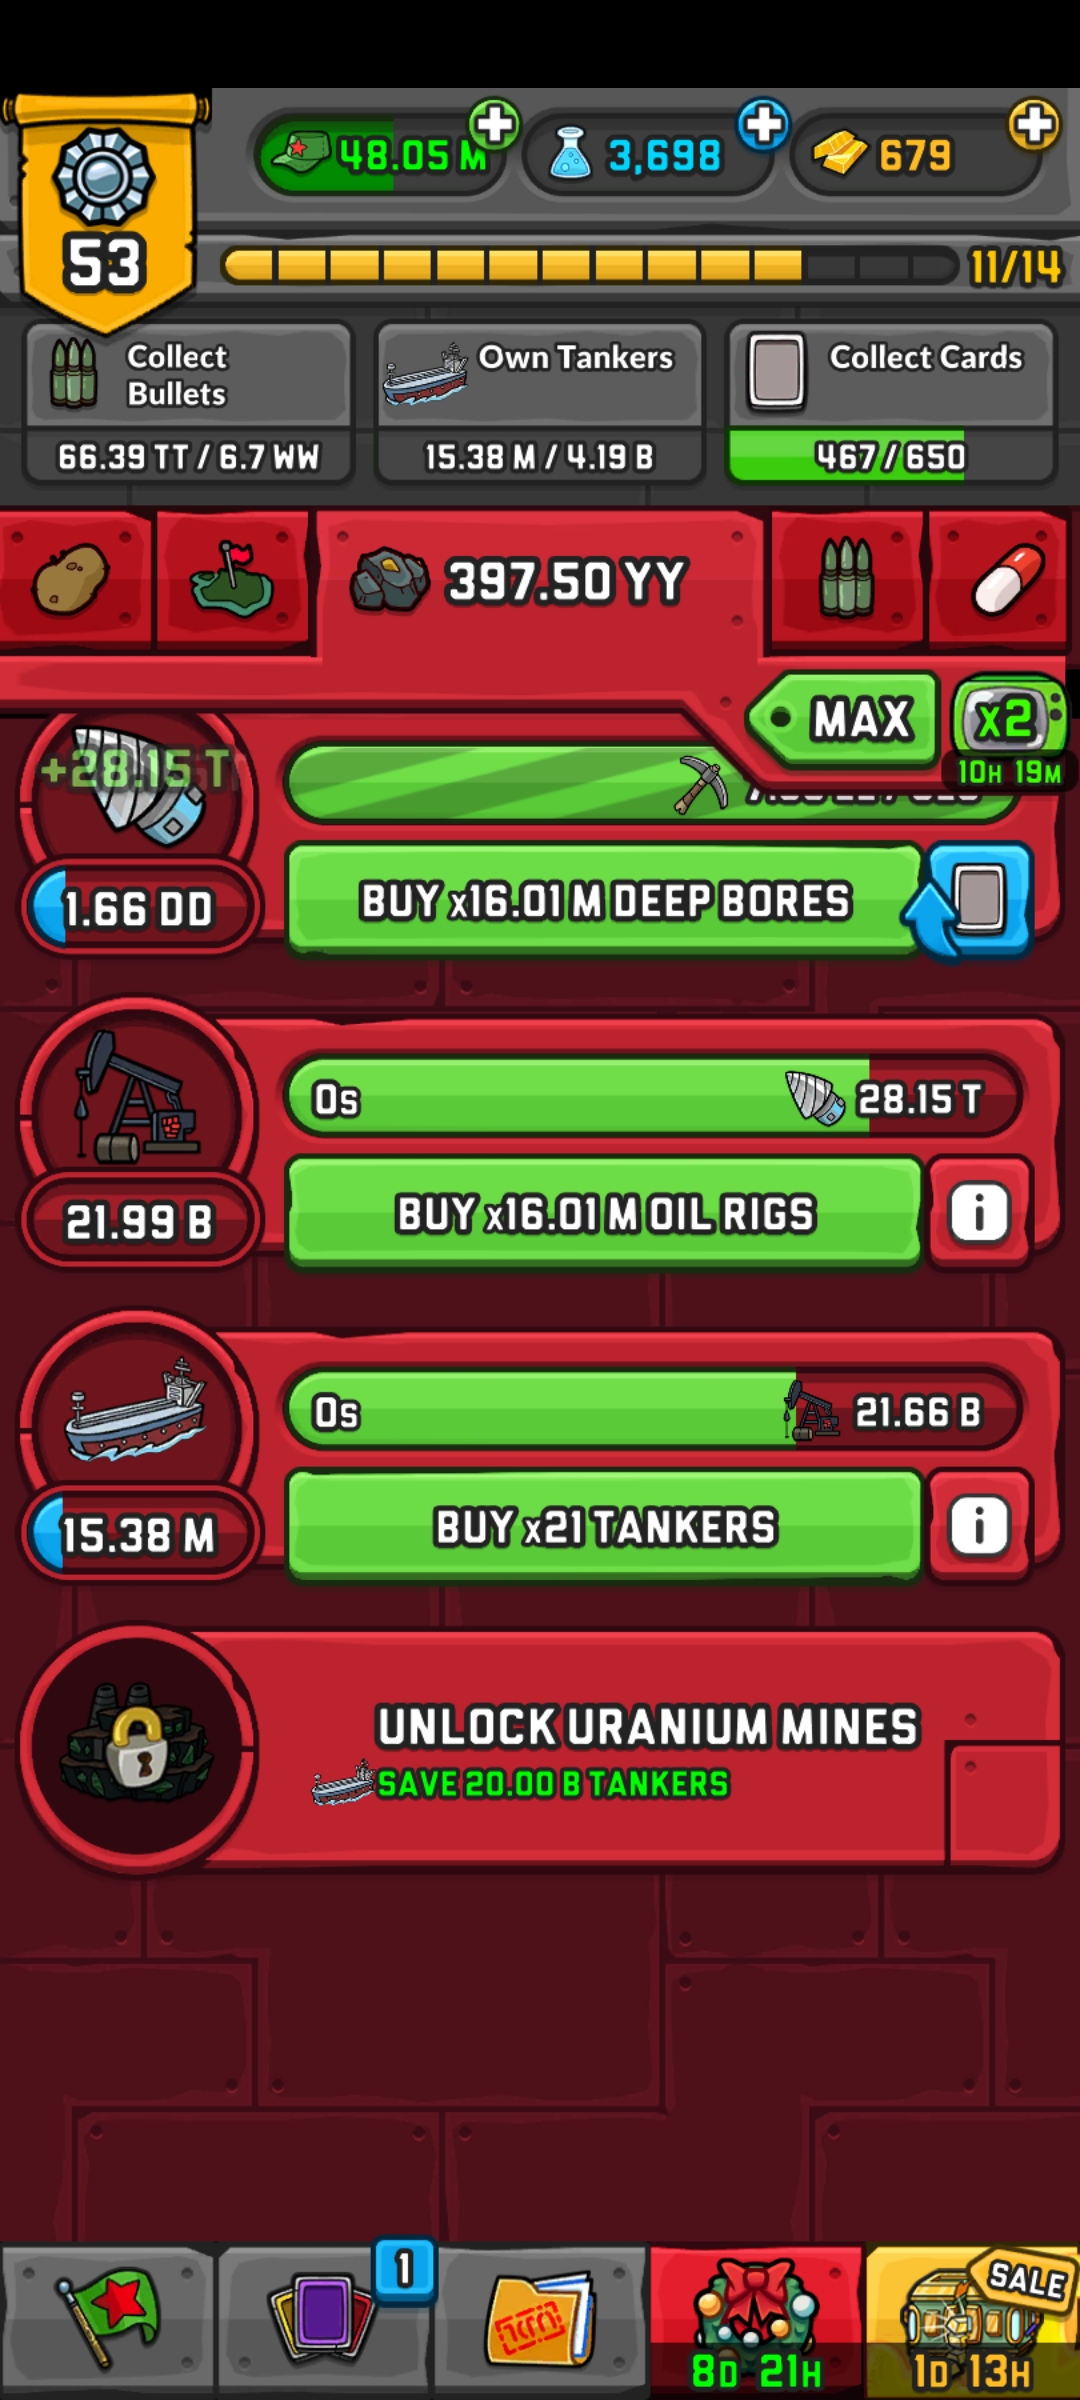 48.05 M
3,698
679
53
11/14
Collect
Bullets
Own Tankers
Collect Cards
66.39 TT / 6.7 WW
15.38 M / 4.19 B
467/650
397.50 YY
MAX
x2
10H 19M
+28.15 T
1.66 DD
BUY x16.01 M DEEP BORES
0s
28.15 T
21.99 B
BUY x16.01 M OIL RIGS
i
0s
21.66 B
15.38 M
BUY x21 TANKERS
i
UNLOCK URANIUM MINES
SAVE 20.00 B TANKERS
1
SALE
8D 21H
1D 13H